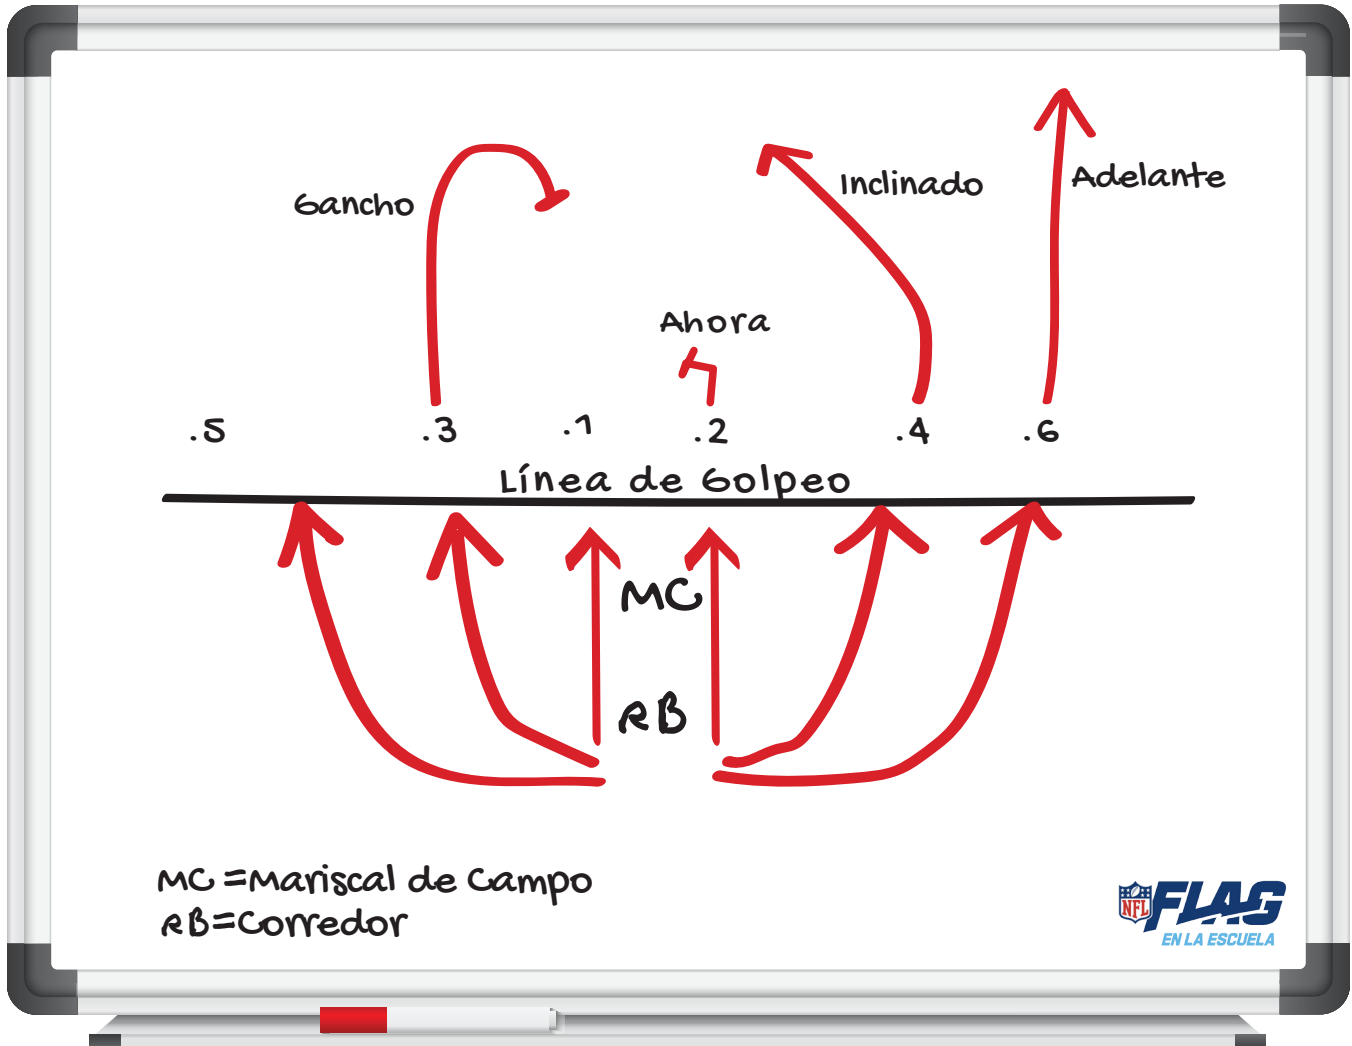 Gancho
Inclinado
Adelante
Ahora
.5 .3 .1 .2 .4 .6
Línea de Golpeo
MC
RB
MC = Mariscal de Campo
RB = Corredor
NFL FLAG
EN LA ESCUELA